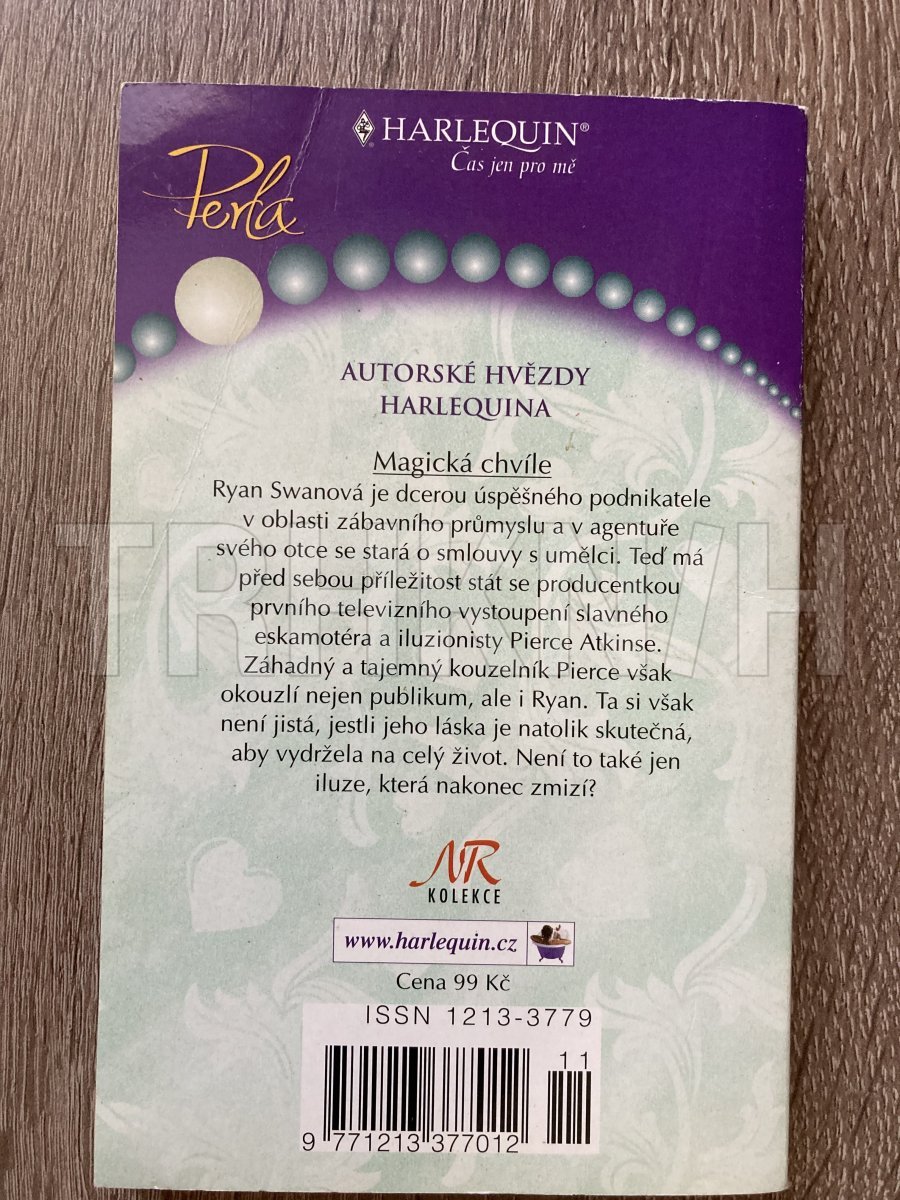 HARLEQUIN®
Čas jen pro mě
Perla
AUTORSKÉ HVĚZDY
HARLEQUINA
Magická chvíle
Ryan Swanová je dcerou úspěšného podnikatele
v oblasti zábavního průmyslu a v agentuře
svého otce se stará o smlouvy s umělci. Teď má
před sebou příležitost stát se producentkou
prvního televizního vystoupení slavného
eskamotéra a iluzionisty Pierce Atkinse.
Záhadný a tajemný kouzelník Pierce však
okouzlí nejen publikum, ale i Ryan. Ta si však
není jistá, jestli jeho láska je natolik skutečná,
aby vydržela na celý život. Není to také jen
iluze, která nakonec zmizí?
NR
KOLEKCE
www.harlequin.cz
Cena 99 Kč
ISSN 1213-3779
11
9 771213 377012